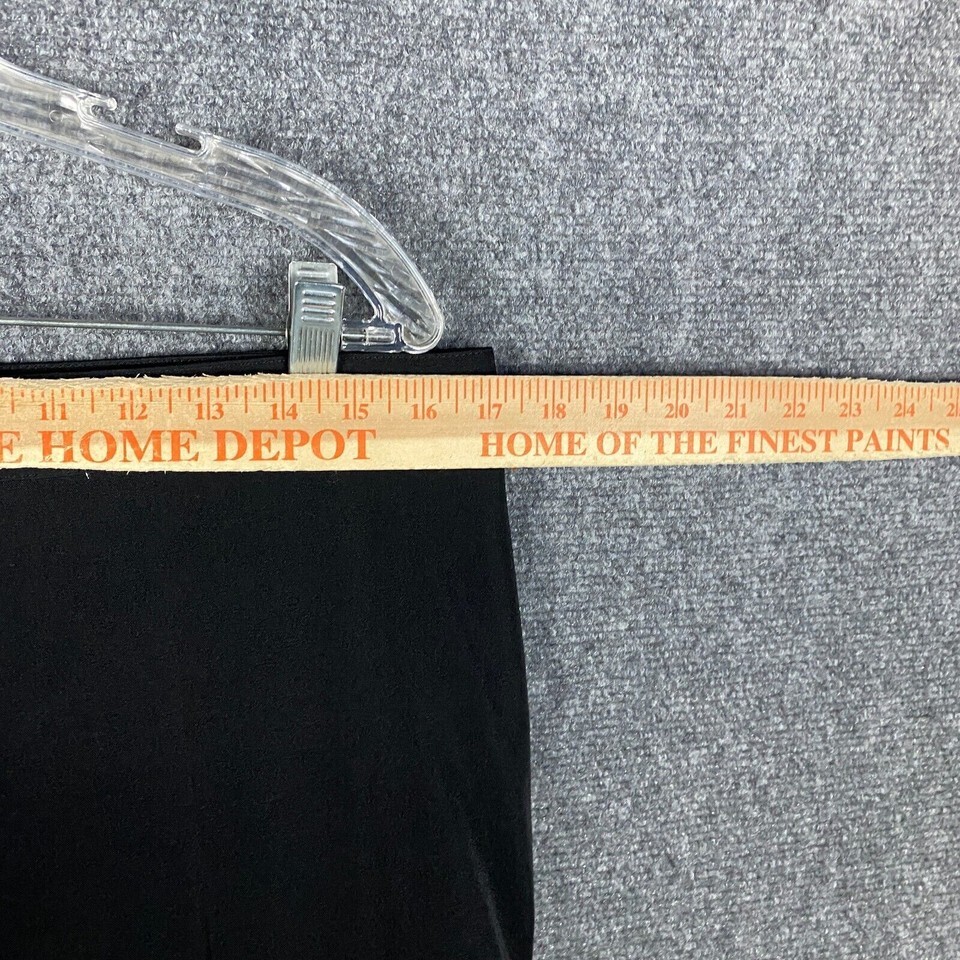 11 12 13 14 15 16 17 18 19 20 21 22 23 24
E HOME DEPOT HOME OF THE FINEST PAINTS